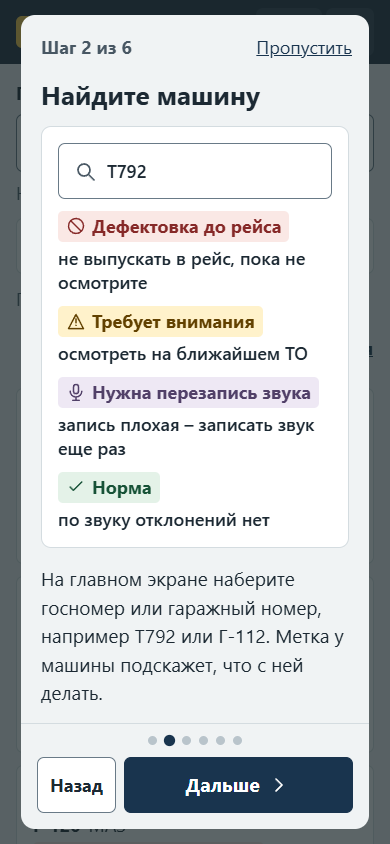 Шаг 2 из 6
Пропустить
Найдите машину
Т792
Дефектовка до рейса
не выпускать в рейс, пока не
осмотрите
Требует внимания
осмотреть на ближайшем ТО
Нужна перезапись звука
запись плохая – записать звук
еще раз
Норма
по звуку отклонений нет
На главном экране наберите
госномер или гаражный номер,
например Т792 или Г-112. Метка у
машины подскажет, что с ней
делать.
Назад
Дальше